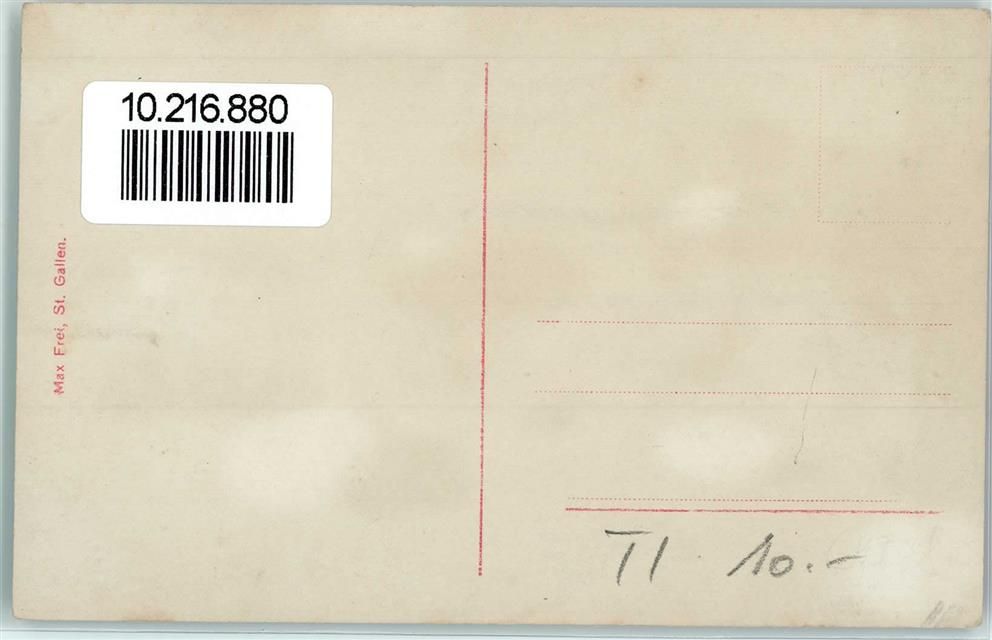 10.216.880
Max Frei, St. Gallen.
TI 10.-